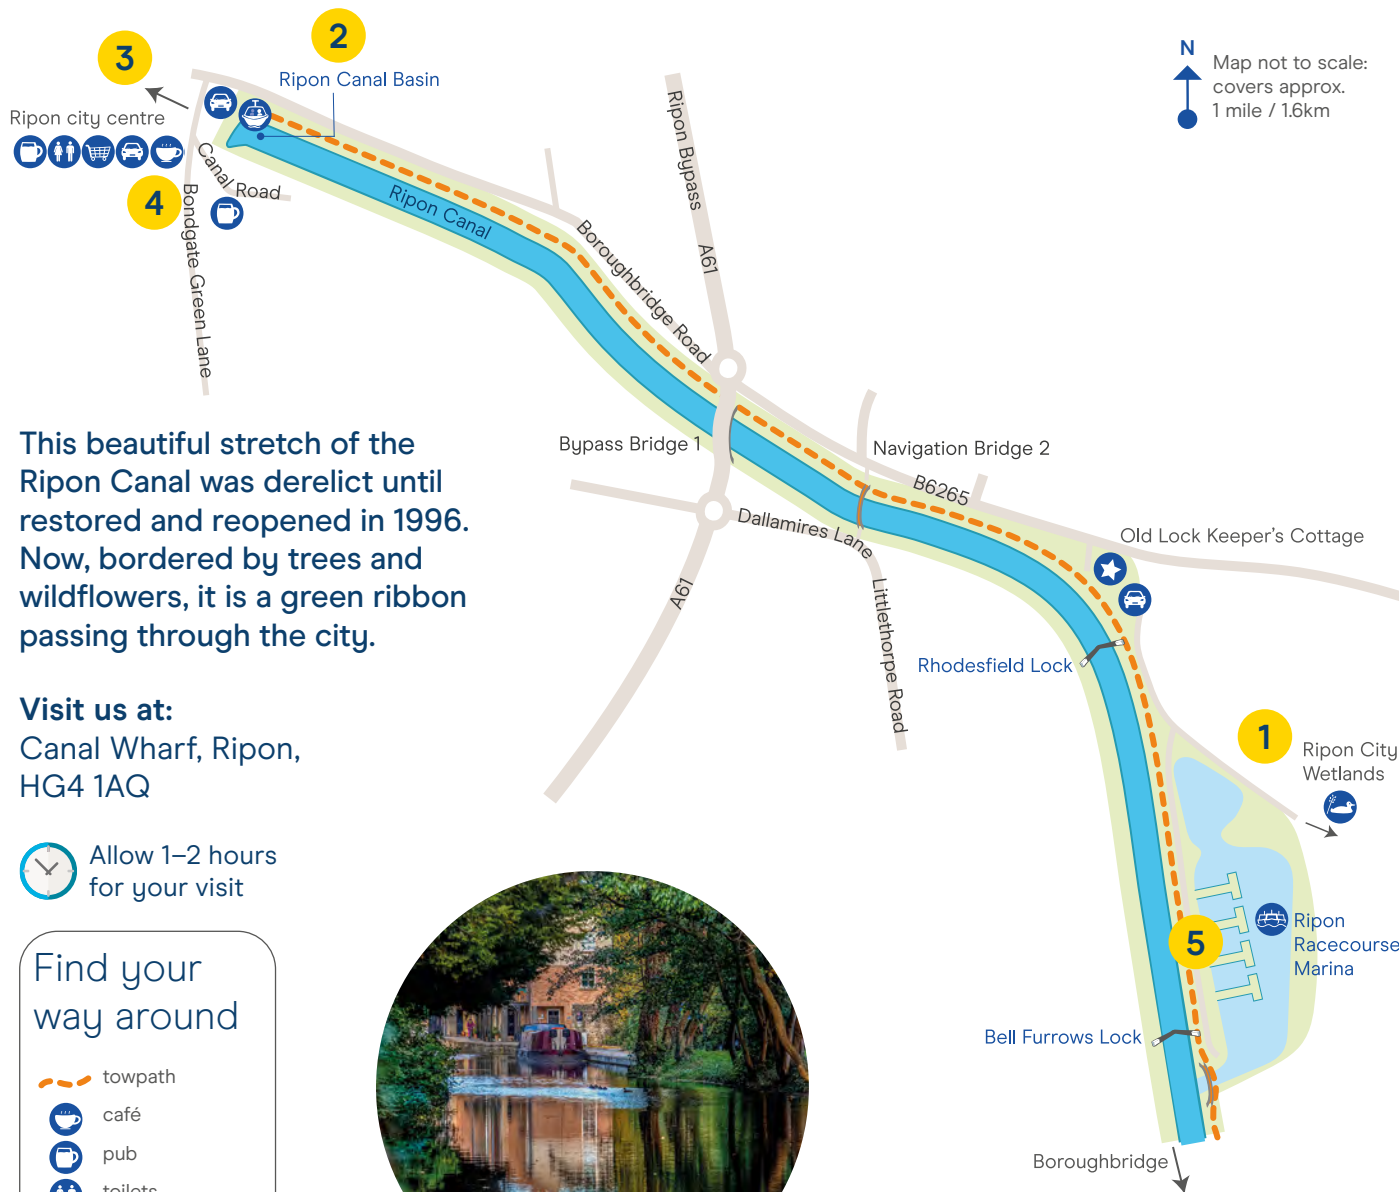 2
3
Ripon Canal Basin
N
Map not to scale:
covers approx.
1 mile / 1.6km
Ripon city centre
4
Canal Road
Bondgate Green Lane
Ripon Canal
Boroughbridge Road
Ripon Bypass
A61
Bypass Bridge 1
Navigation Bridge 2
B6265
Dallamires Lane
Old Lock Keeper's Cottage
A61
Littlethorpe Road
Rhodesfield Lock
1
Ripon City
Wetlands
5
Ripon
Racecourse
Marina
Bell Furrows Lock
Boroughbridge
This beautiful stretch of the
Ripon Canal was derelict until
restored and reopened in 1996.
Now, bordered by trees and
wildflowers, it is a green ribbon
passing through the city.
Visit us at:
Canal Wharf, Ripon,
HG4 1AQ
Allow 1–2 hours
for your visit
Find your
way around
towpath
café
pub
toilets